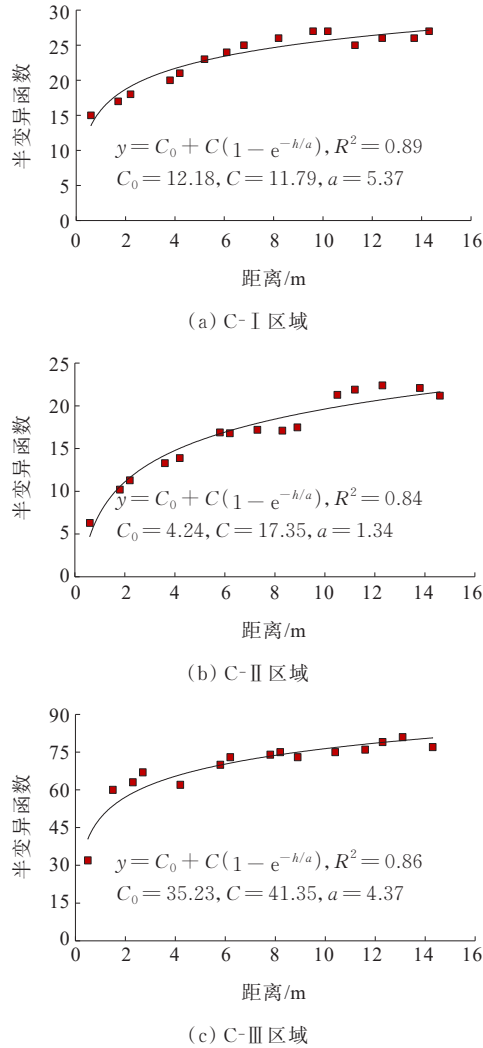 30
25
20
15
10
5
0
半变异函数
y=C₀+C(1-e^{-h/a}), R²=0.89
C₀=12.18, C=11.79, a=5.37
0 2 4 6 8 10 12 14 16
距离/m
(a) C-Ⅰ区域
25
20
15
10
5
0
半变异函数
y=C₀+C(1-e^{-h/a}), R²=0.84
C₀=4.24, C=17.35, a=1.34
0 2 4 6 8 10 12 14 16
距离/m
(b) C-Ⅱ区域
90
75
60
45
30
15
0
半变异函数
y=C₀+C(1-e^{-h/a}), R²=0.86
C₀=35.23, C=41.35, a=4.37
0 2 4 6 8 10 12 14 16
距离/m
(c) C-Ⅲ区域